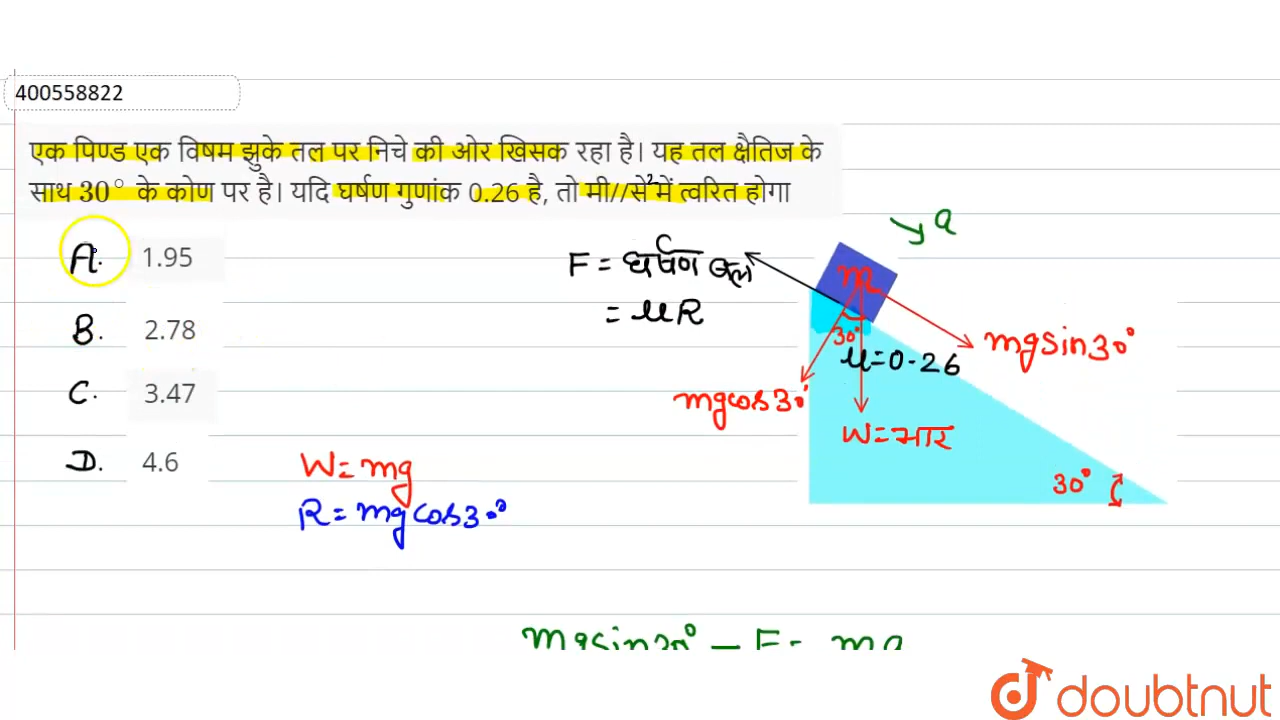 400558822
एक पिण्ड एक विषम झुके तल पर निचे की ओर खिसक रहा है। यह तल क्षैतिज के
साथ 30° के कोण पर है। यदि घर्षण गुणांक 0.26 है, तो मी//से² में त्वरित होगा
A. 1.95
B. 2.78
C. 3.47
D. 4.6
F = घर्षण बल
= μR
a
m
30°
μ=0.26
mgsin30°
mgcos30°
W=भार
30°
W=mg
R=mgcos30°
mgsin30° - F = ma
doubtnut